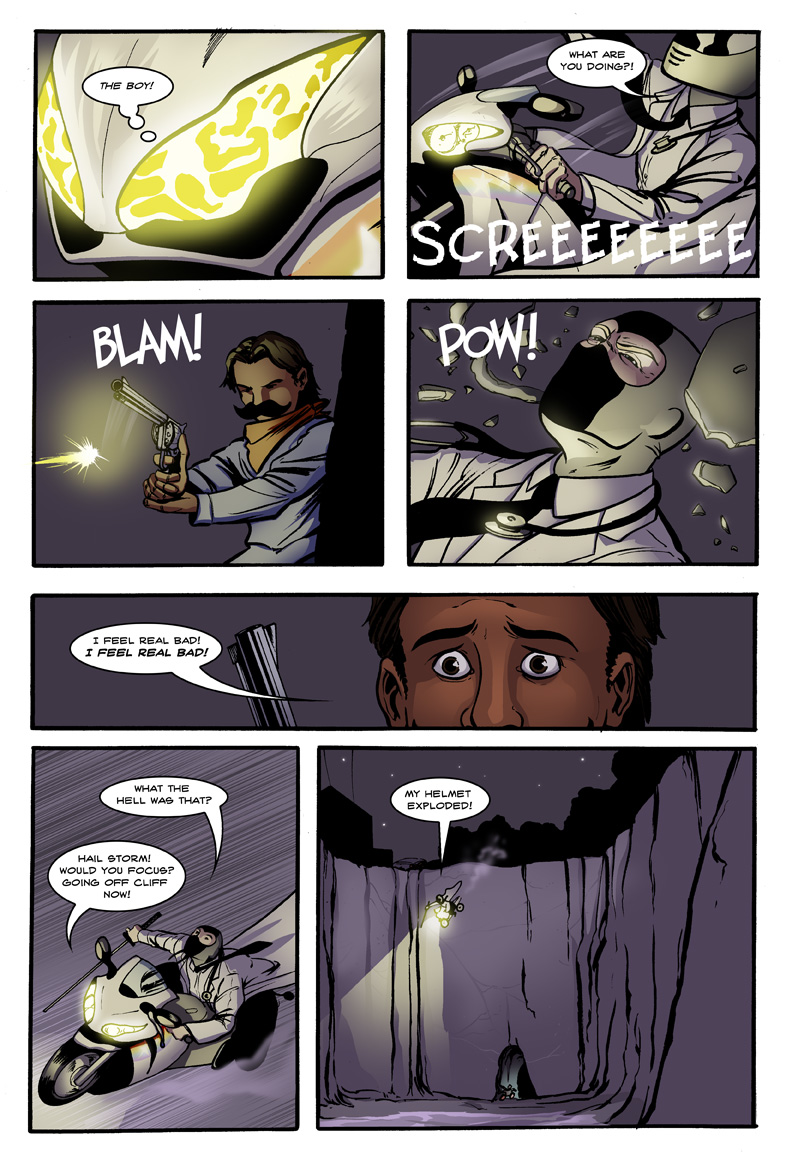 THE BOY!
WHAT ARE
YOU DOING?!
SCREEEEEEEEE
BLAM!
POW!
I FEEL REAL BAD!
I FEEL REAL BAD!
WHAT THE
HELL WAS THAT?
HAIL STORM!
WOULD YOU FOCUS?
GOING OFF CLIFF
NOW!
MY HELMET
EXPLODED!